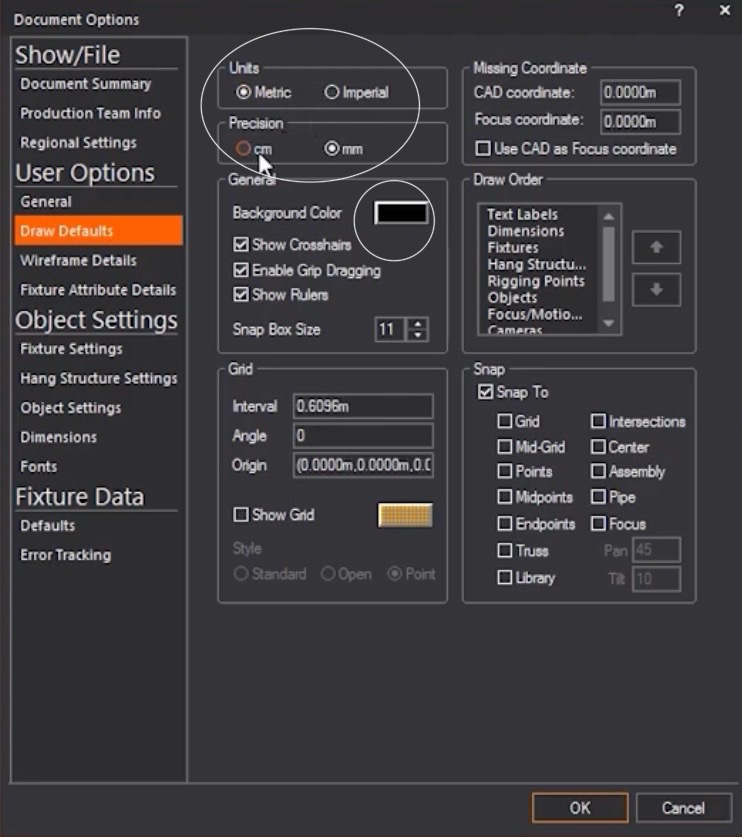 Document Options
?
×
Show/File
Document Summary
Production Team Info
Regional Settings
User Options
General
Draw Defaults
Wireframe Details
Fixture Attribute Details
Object Settings
Fixture Settings
Hang Structure Settings
Object Settings
Dimensions
Fonts
Fixture Data
Defaults
Error Tracking
Units
Metric Imperial
Precision
cm mm
General
Background Color
Show Crosshairs
Enable Grip Dragging
Show Rulers
Snap Box Size 11
Grid
Interval 0.6096m
Angle 0
Origin (0.0000m,0.0000m,0.0
Show Grid
Style
Standard Open Point
Missing Coordinate
CAD coordinate: 0.0000m
Focus coordinate: 0.0000m
Use CAD as Focus coordinate
Draw Order
Text Labels
Dimensions
Fixtures
Hang Structu...
Rigging Points
Objects
Focus/Motio...
Cameras
Snap
Snap To
Grid Intersections
Mid-Grid Center
Points Assembly
Midpoints Pipe
Endpoints Focus
Truss Pan 45
Library Tilt 10
OK Cancel